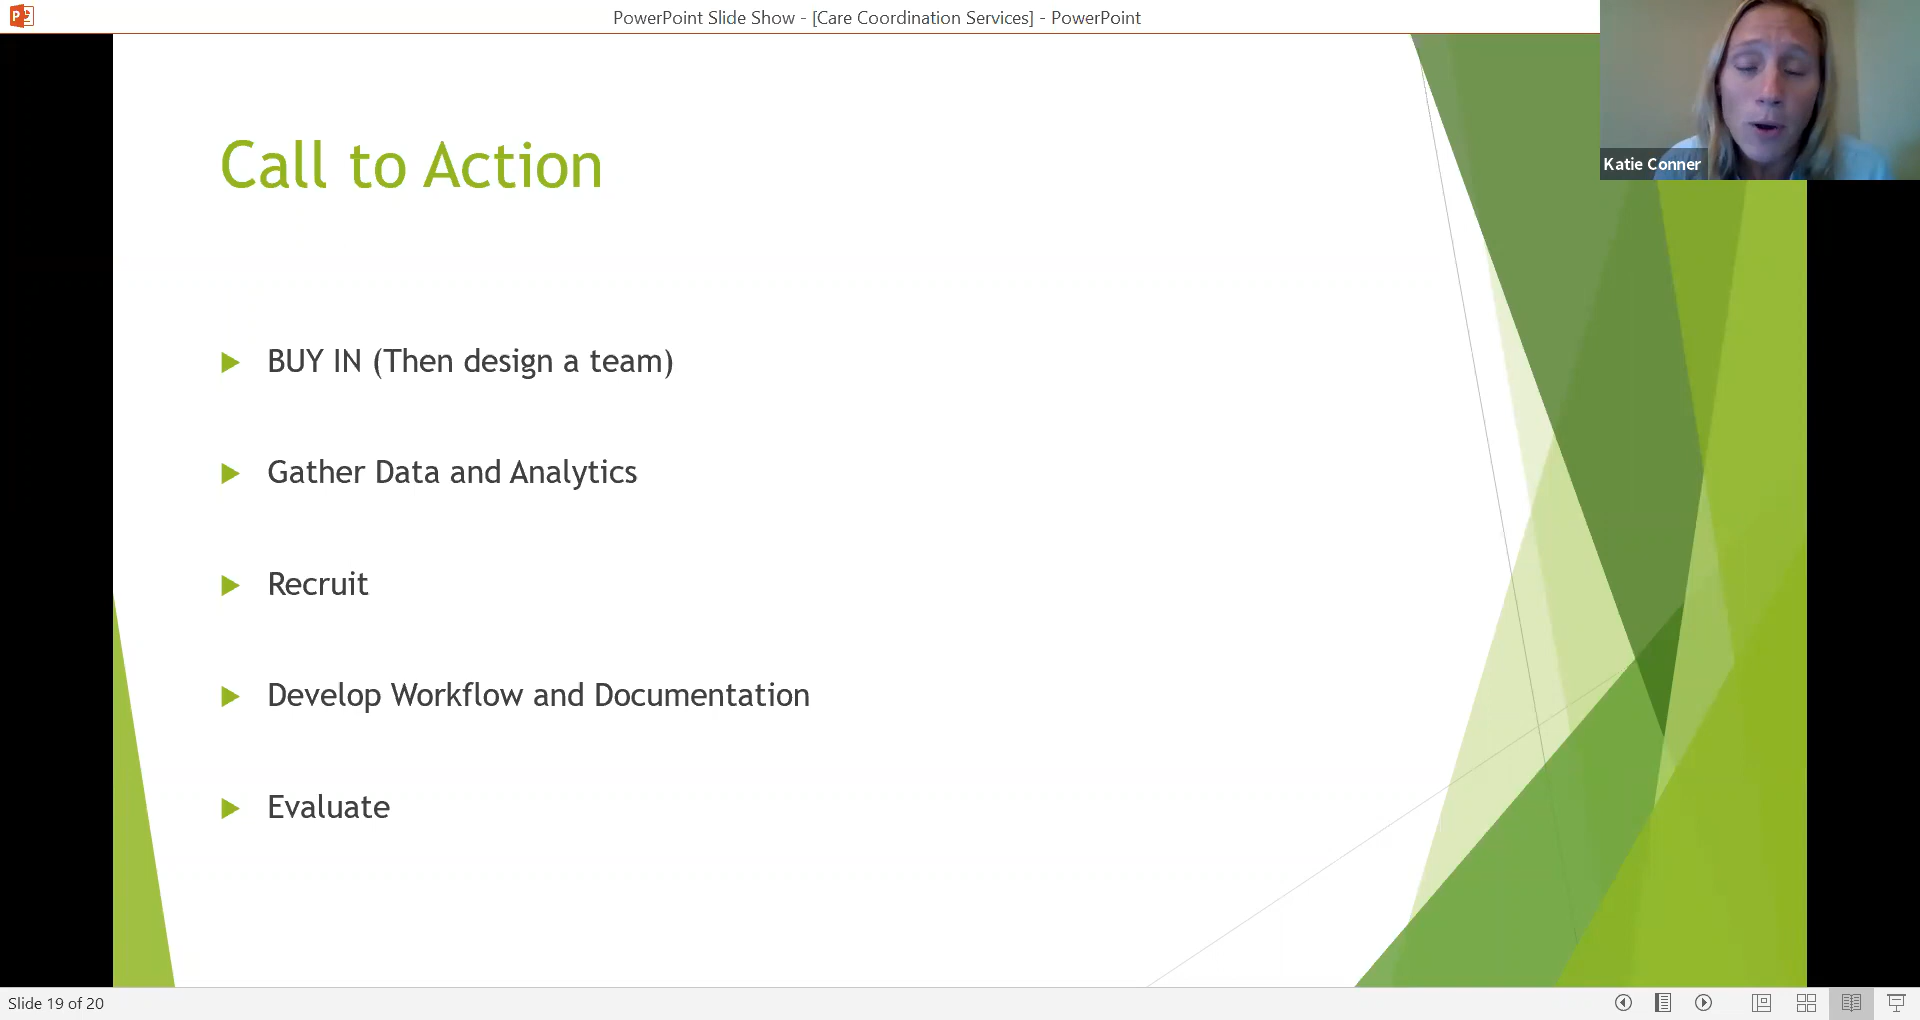 PowerPoint Slide Show - [Care Coordination Services] - PowerPoint
Katie Conner
Call to Action
BUY IN (Then design a team)
Gather Data and Analytics
Recruit
Develop Workflow and Documentation
Evaluate
Slide 19 of 20